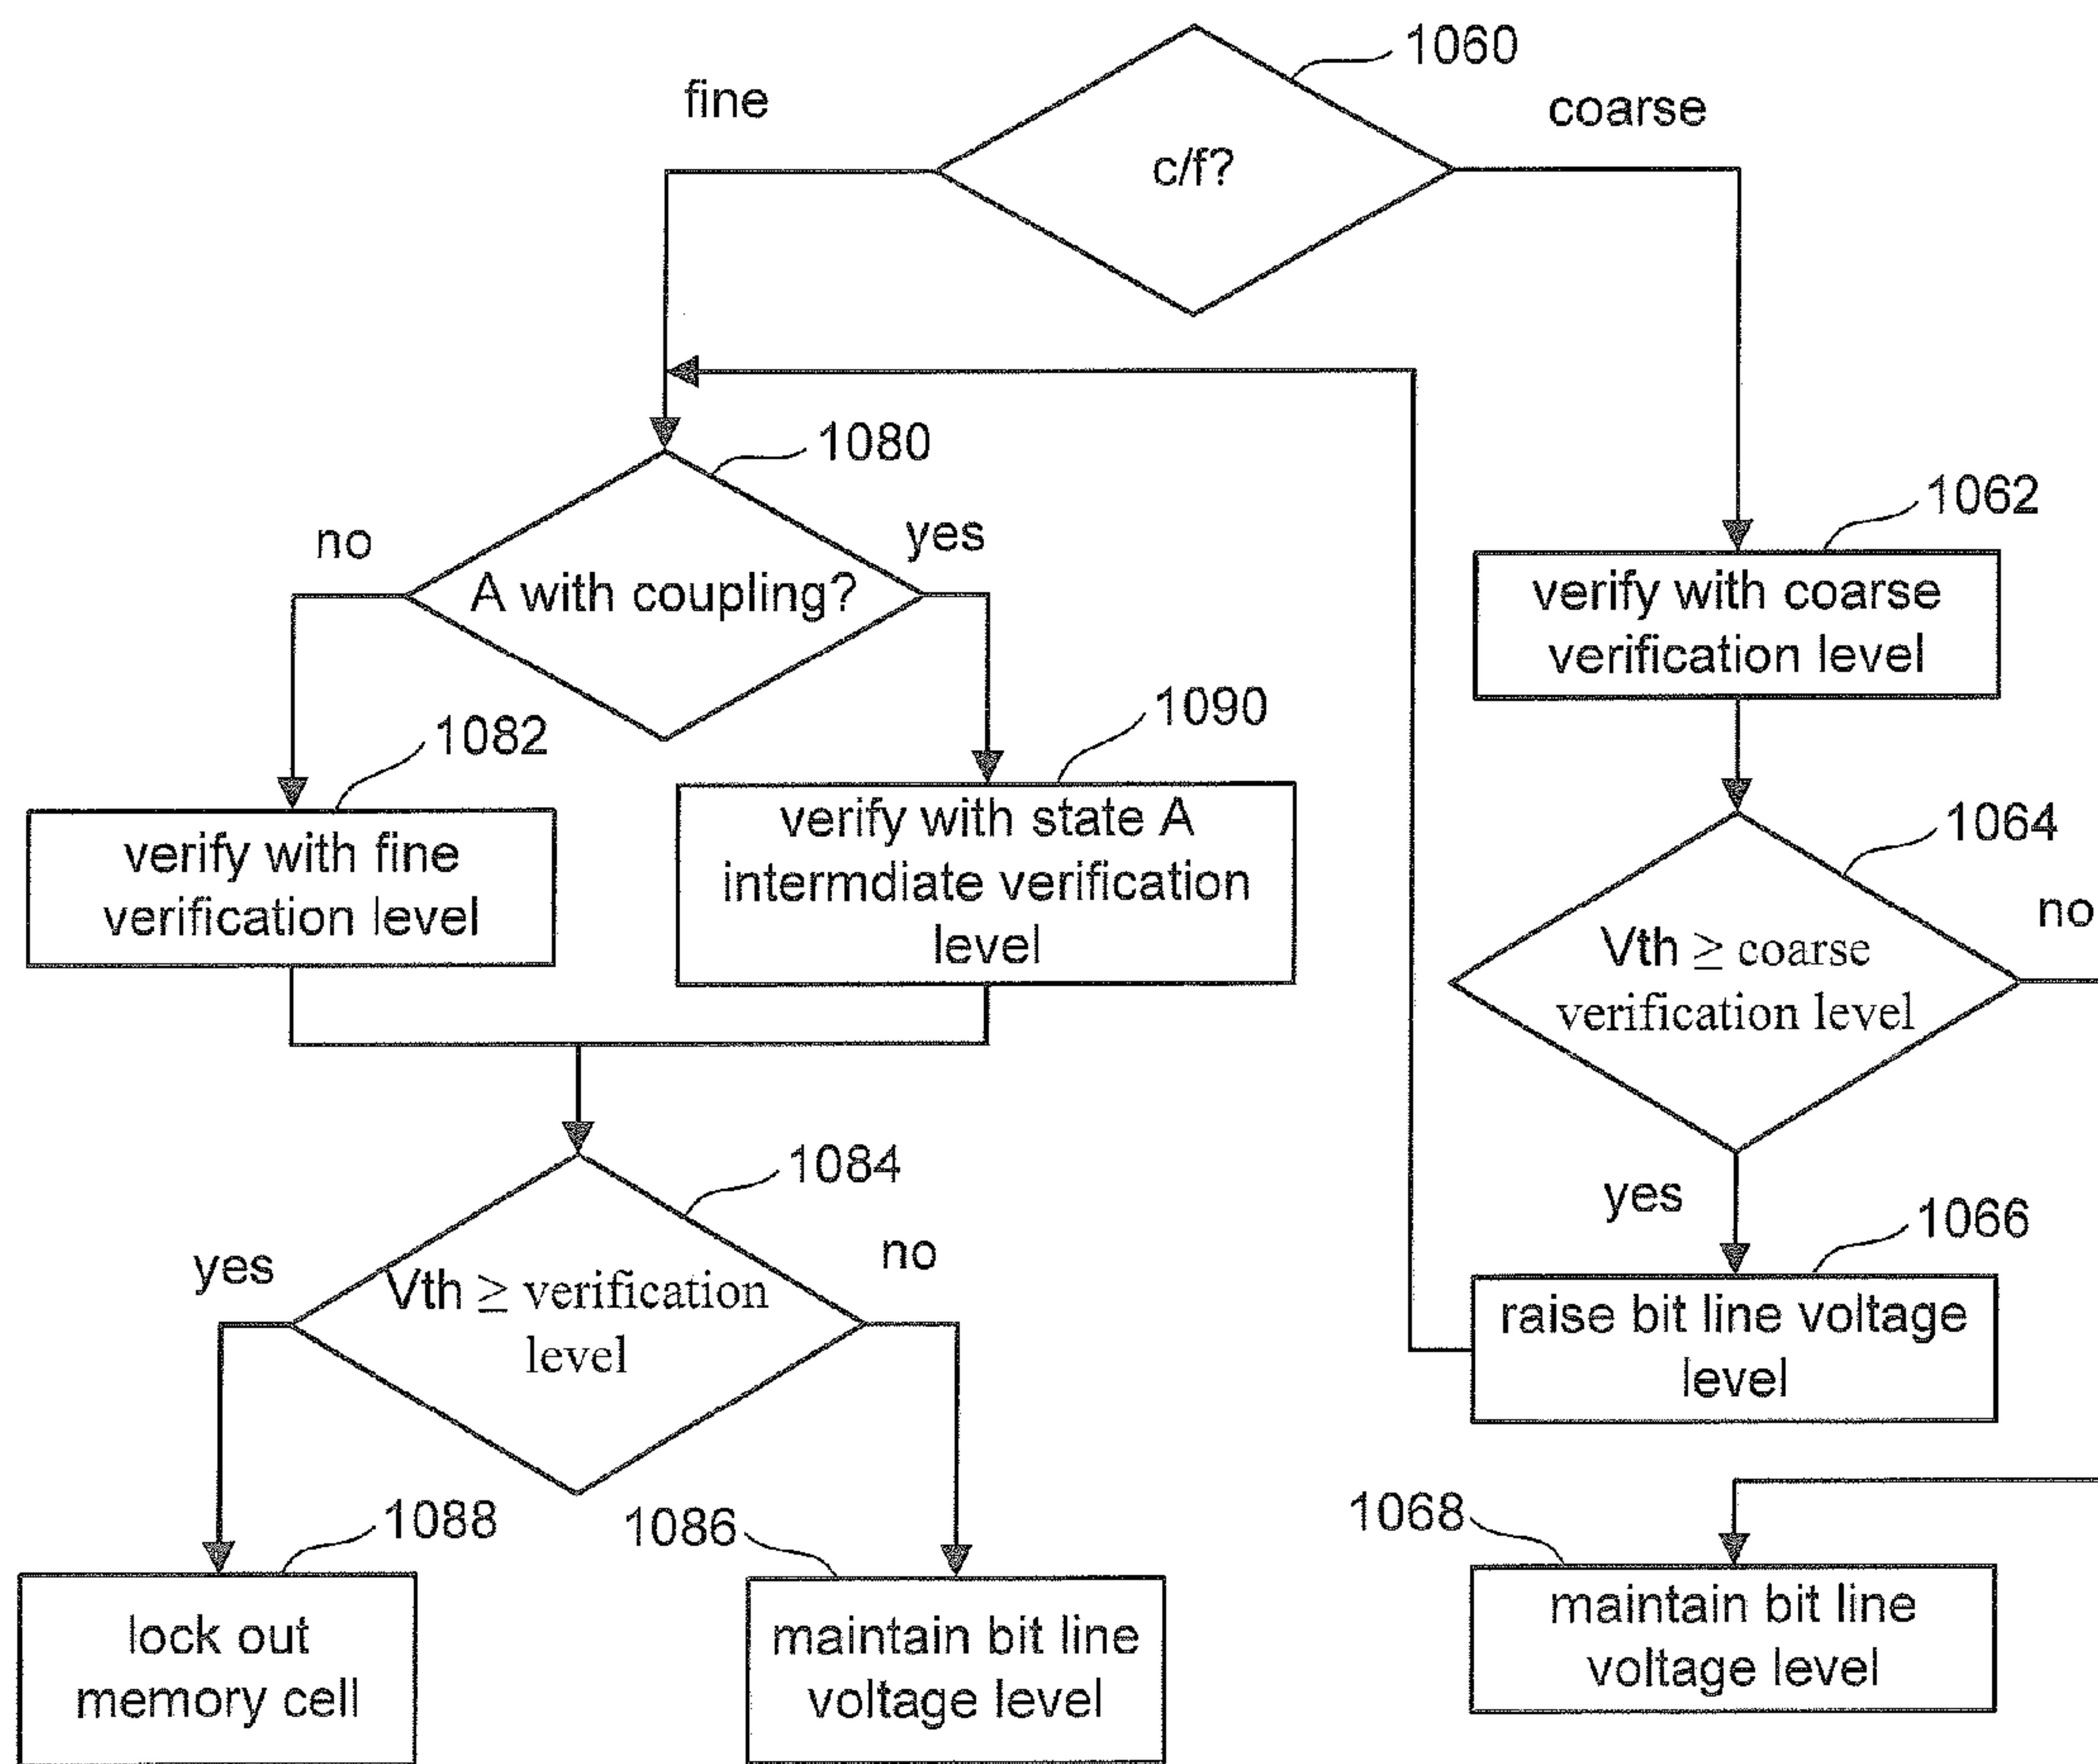 1060
fine
coarse
c/f?
1080
no
yes
A with coupling?
1062
verify with coarse
verification level
1082
verify with fine
verification level
1090
verify with state A
intermdiate verification
level
1064
no
Vth ≥ coarse
verification level
1084
yes
no
Vth ≥ verification
level
yes
1066
raise bit line voltage
level
1088
lock out
memory cell
1086
maintain bit line
voltage level
1068
maintain bit line
voltage level